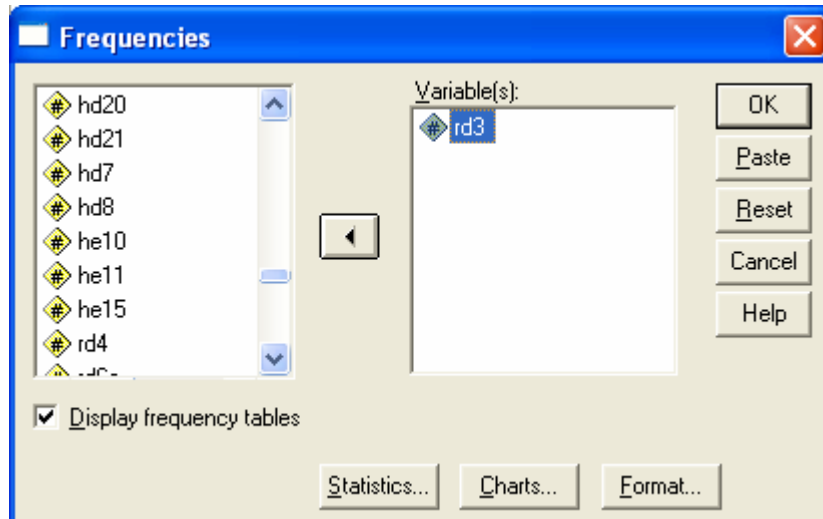 Frequencies
hd20
hd21
hd7
hd8
he10
he11
he15
rd4
Variable(s):
rd3
OK
Paste
Reset
Cancel
Help
Display frequency tables
Statistics...
Charts...
Format...